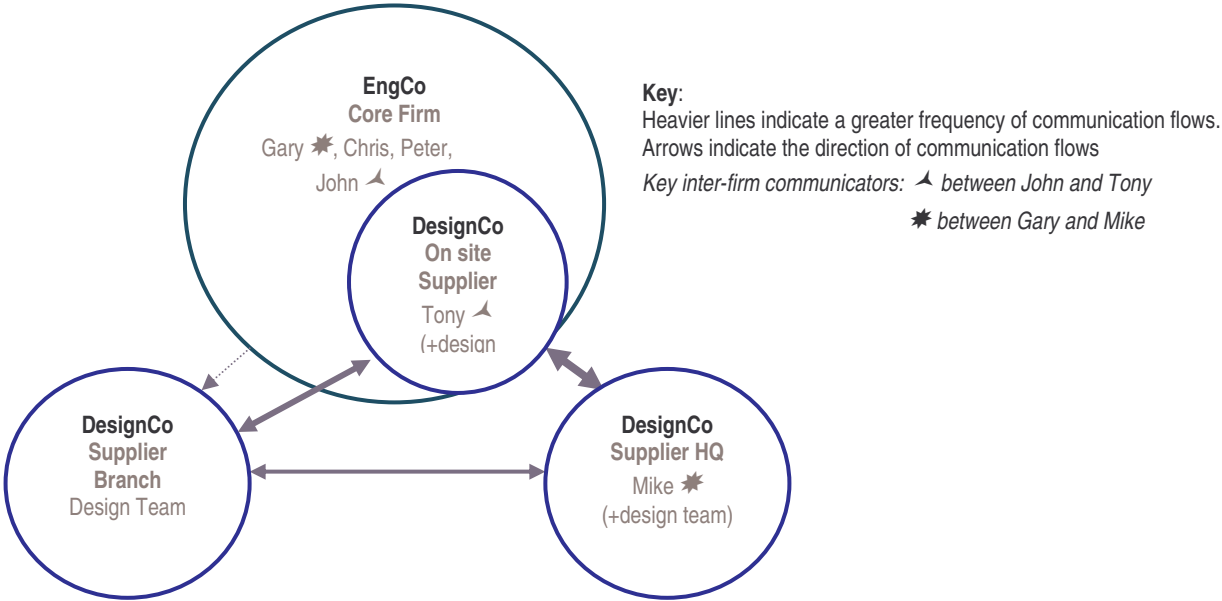 EngCo
Core Firm
Gary ✷, Chris, Peter,
John
DesignCo
On site
Supplier
Tony
(+design
DesignCo
Supplier
Branch
Design Team
DesignCo
Supplier HQ
Mike ✷
(+design team)
Key:
Heavier lines indicate a greater frequency of communication flows.
Arrows indicate the direction of communication flows
Key inter-firm communicators: between John and Tony
✷ between Gary and Mike